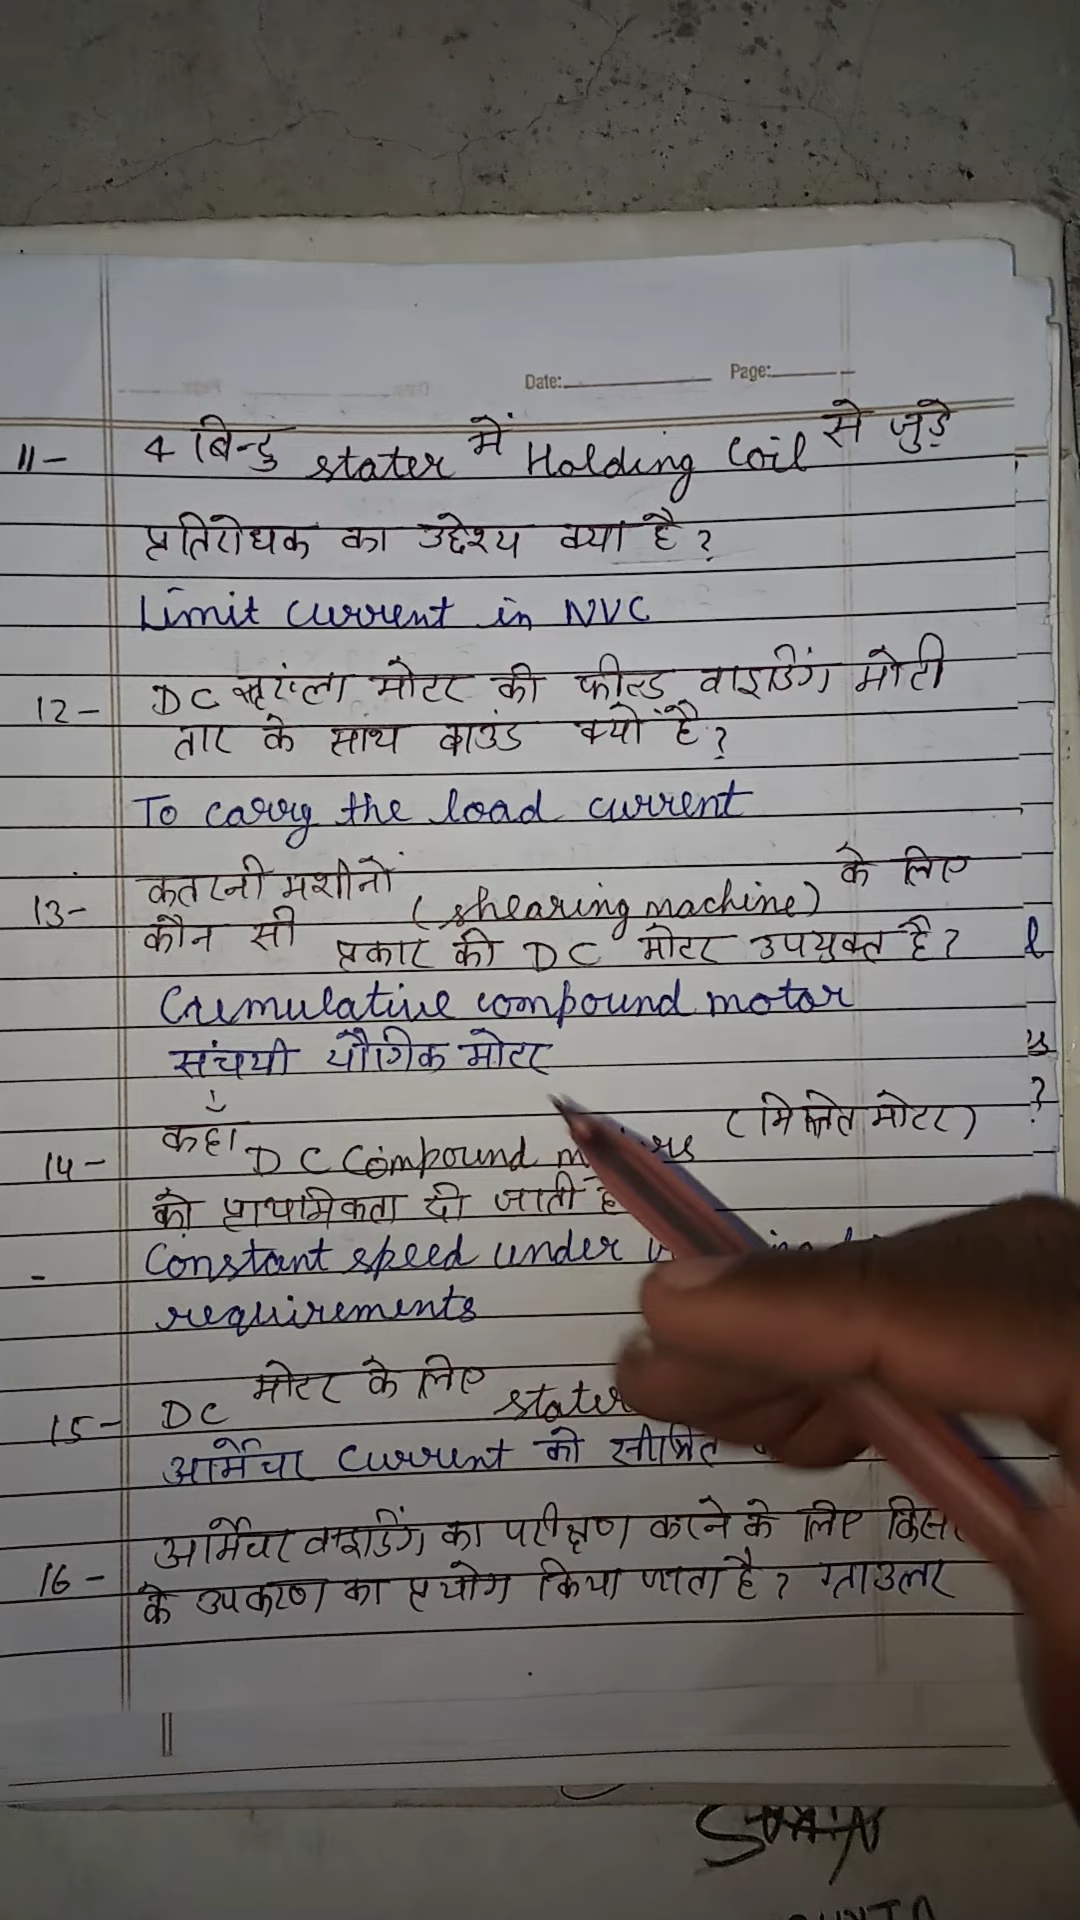 Date: Page:
11- 4 बिन्दु stater में Holding Coil से जुड़े
प्रतिरोधक का उद्देश्य क्या है?
Limit current in NVC
12- DC मोटर की फील्ड वाइडिंग मोटी
तार के साथ वाउंड क्यों है?
To carry the load current
13- कतरनी मशीनों (shearing machine) के लिए
कौन सी प्रकार की DC मोटर उपयुक्त है?
Cumulative compound motor
संचयी यौगिक मोटर
14- कहा DC Compound (मोटर)
को प्राथमिकता दी जाती
Constant speed under
requirements
15- DC मोटर के लिए stater
आर्मेचर current को सीमित
16- आर्मेचर वाइडिंग का परीक्षण करने के लिए
के उपकरण का प्रयोग किया जाता है? ग्राउलर